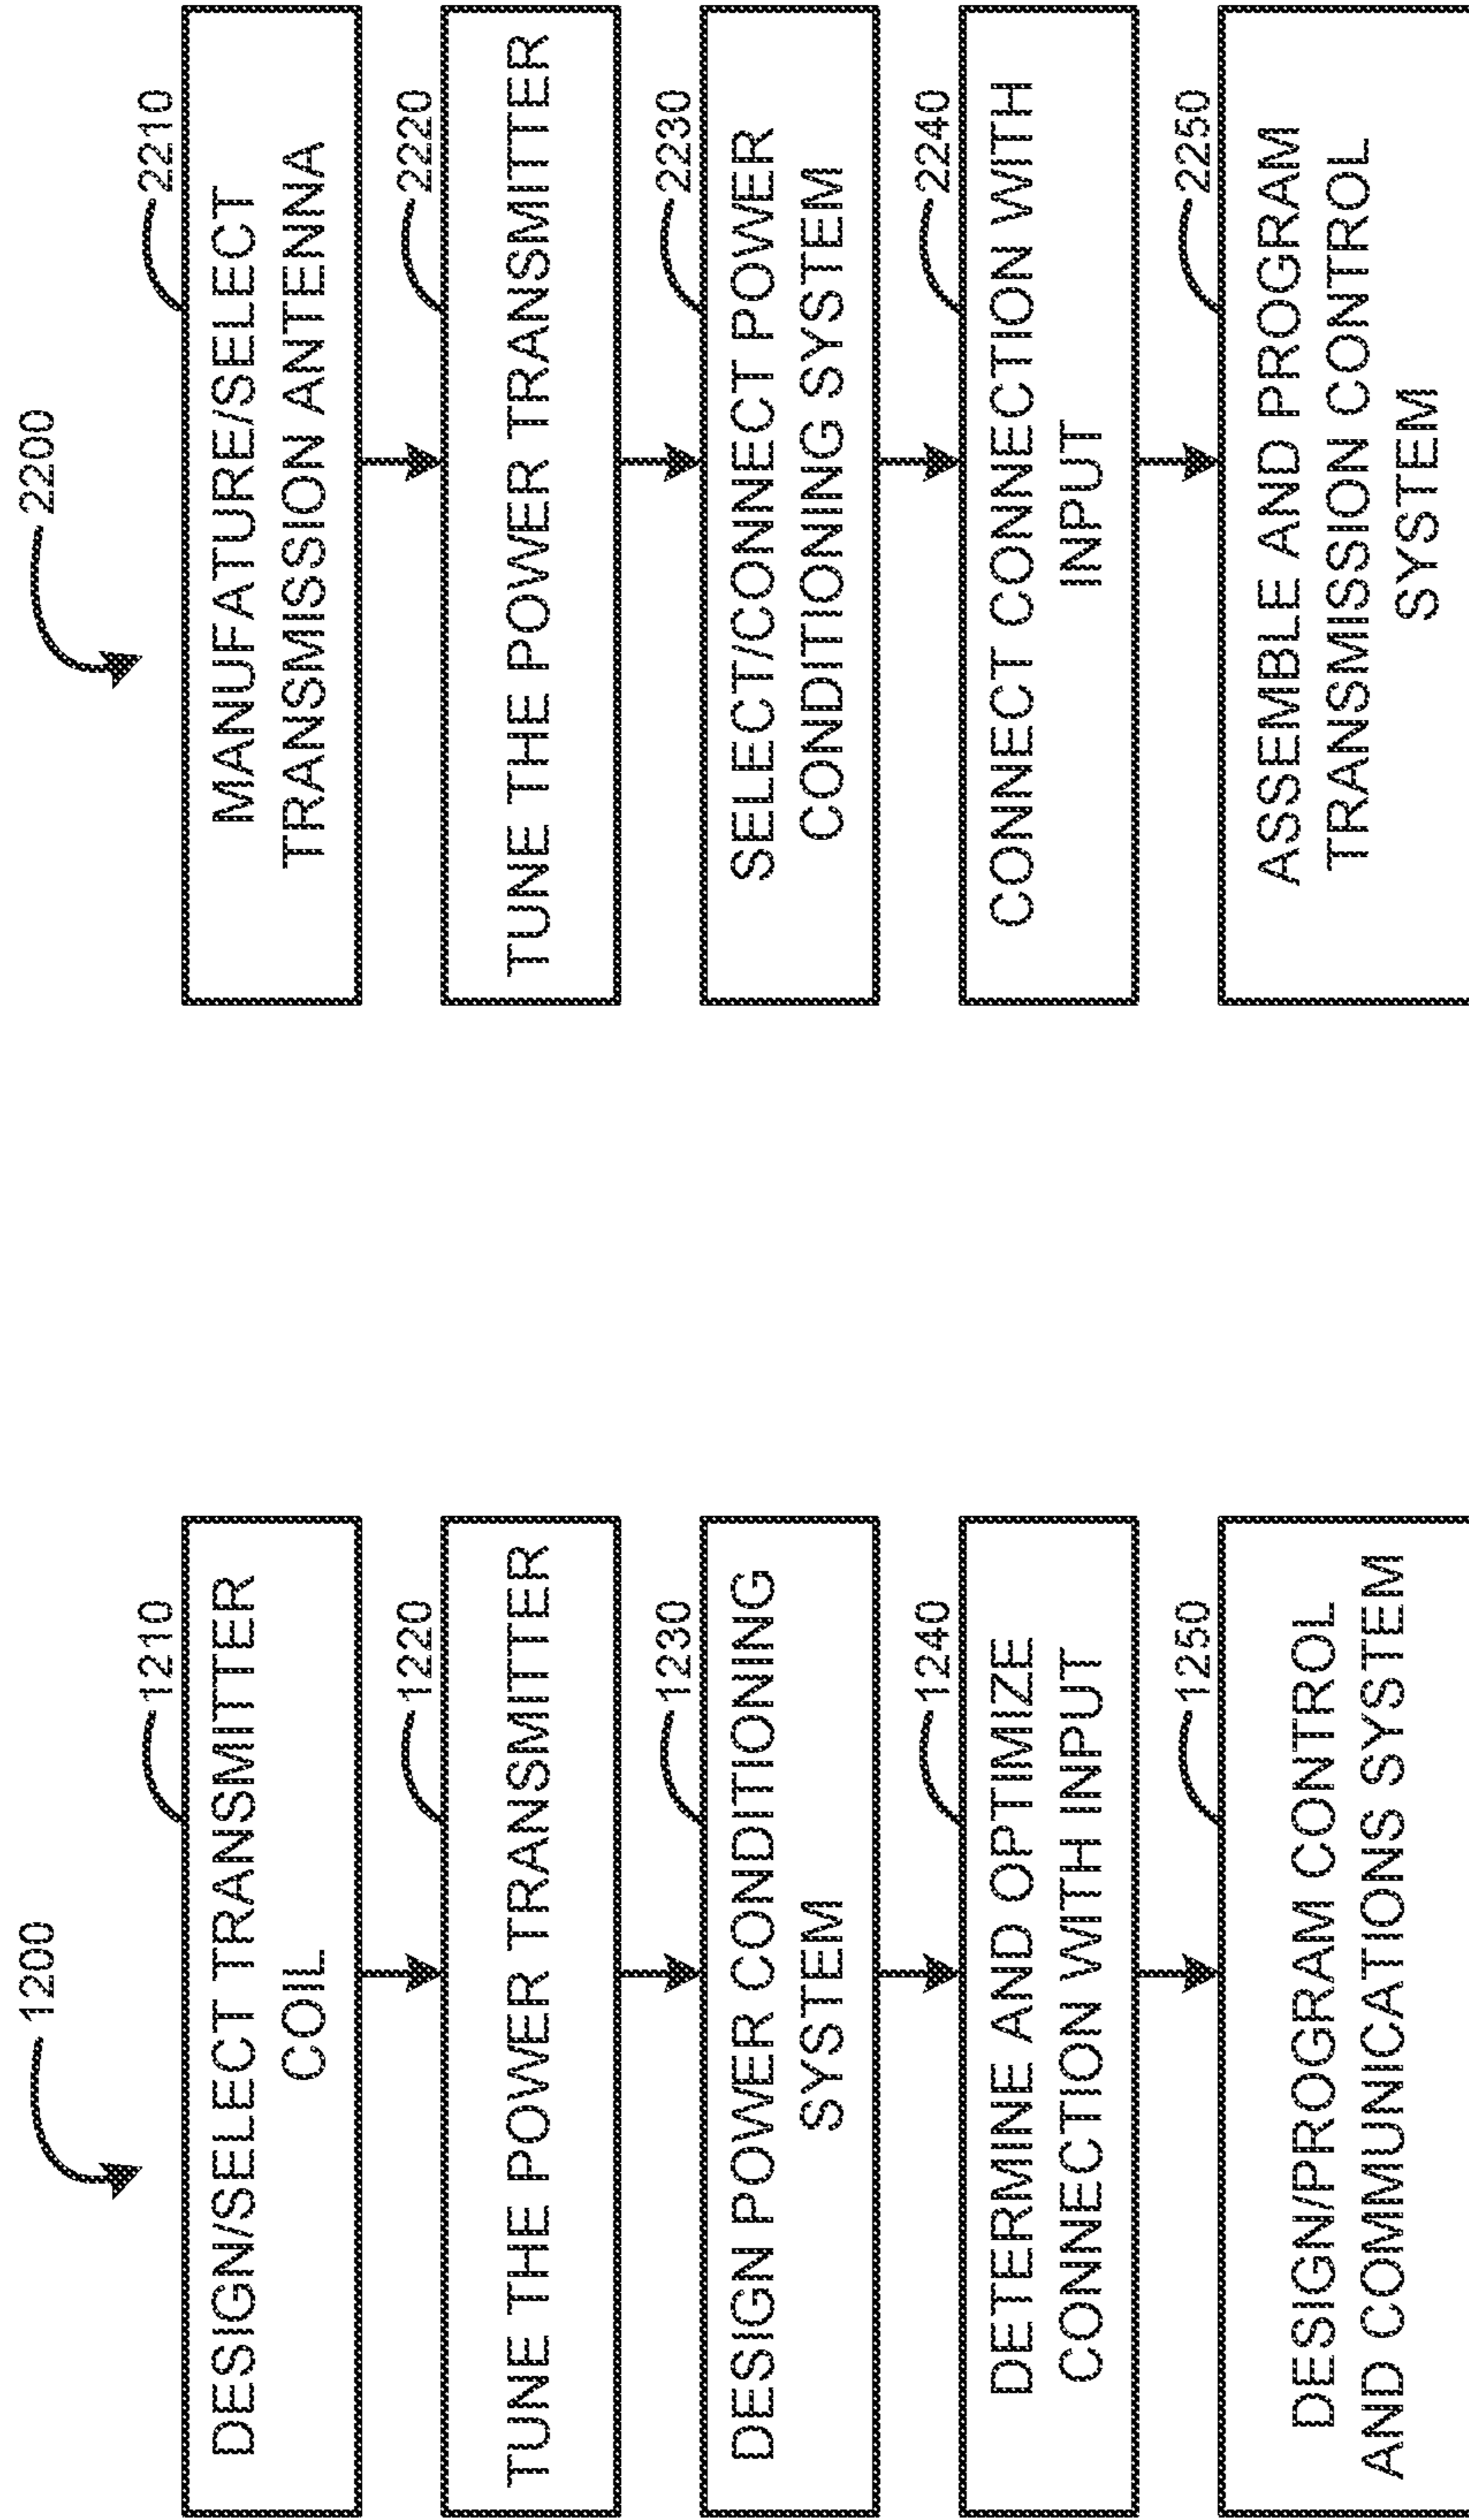 1200
1210
DESIGN/SELECT TRANSMITTER
COIL
1220
TUNE THE POWER TRANSMITTER
1230
DESIGN POWER CONDITIONING
SYSTEM
1240
DETERMINE AND OPTIMIZE
CONNECTION WITH INPUT
1250
DESIGN/PROGRAM CONTROL
AND COMMUNICATIONS SYSTEM
2200
2210
MANUFATURE/SELECT
TRANSMISSION ANTENNA
2220
TUNE THE POWER TRANSMITTER
2230
SELECT/CONNECT POWER
CONDITIONING SYSTEM
2240
CONNECT CONNECTION WITH
INPUT
2250
ASSEMBLE AND PROGRAM
TRANSMISSION CONTROL
SYSTEM